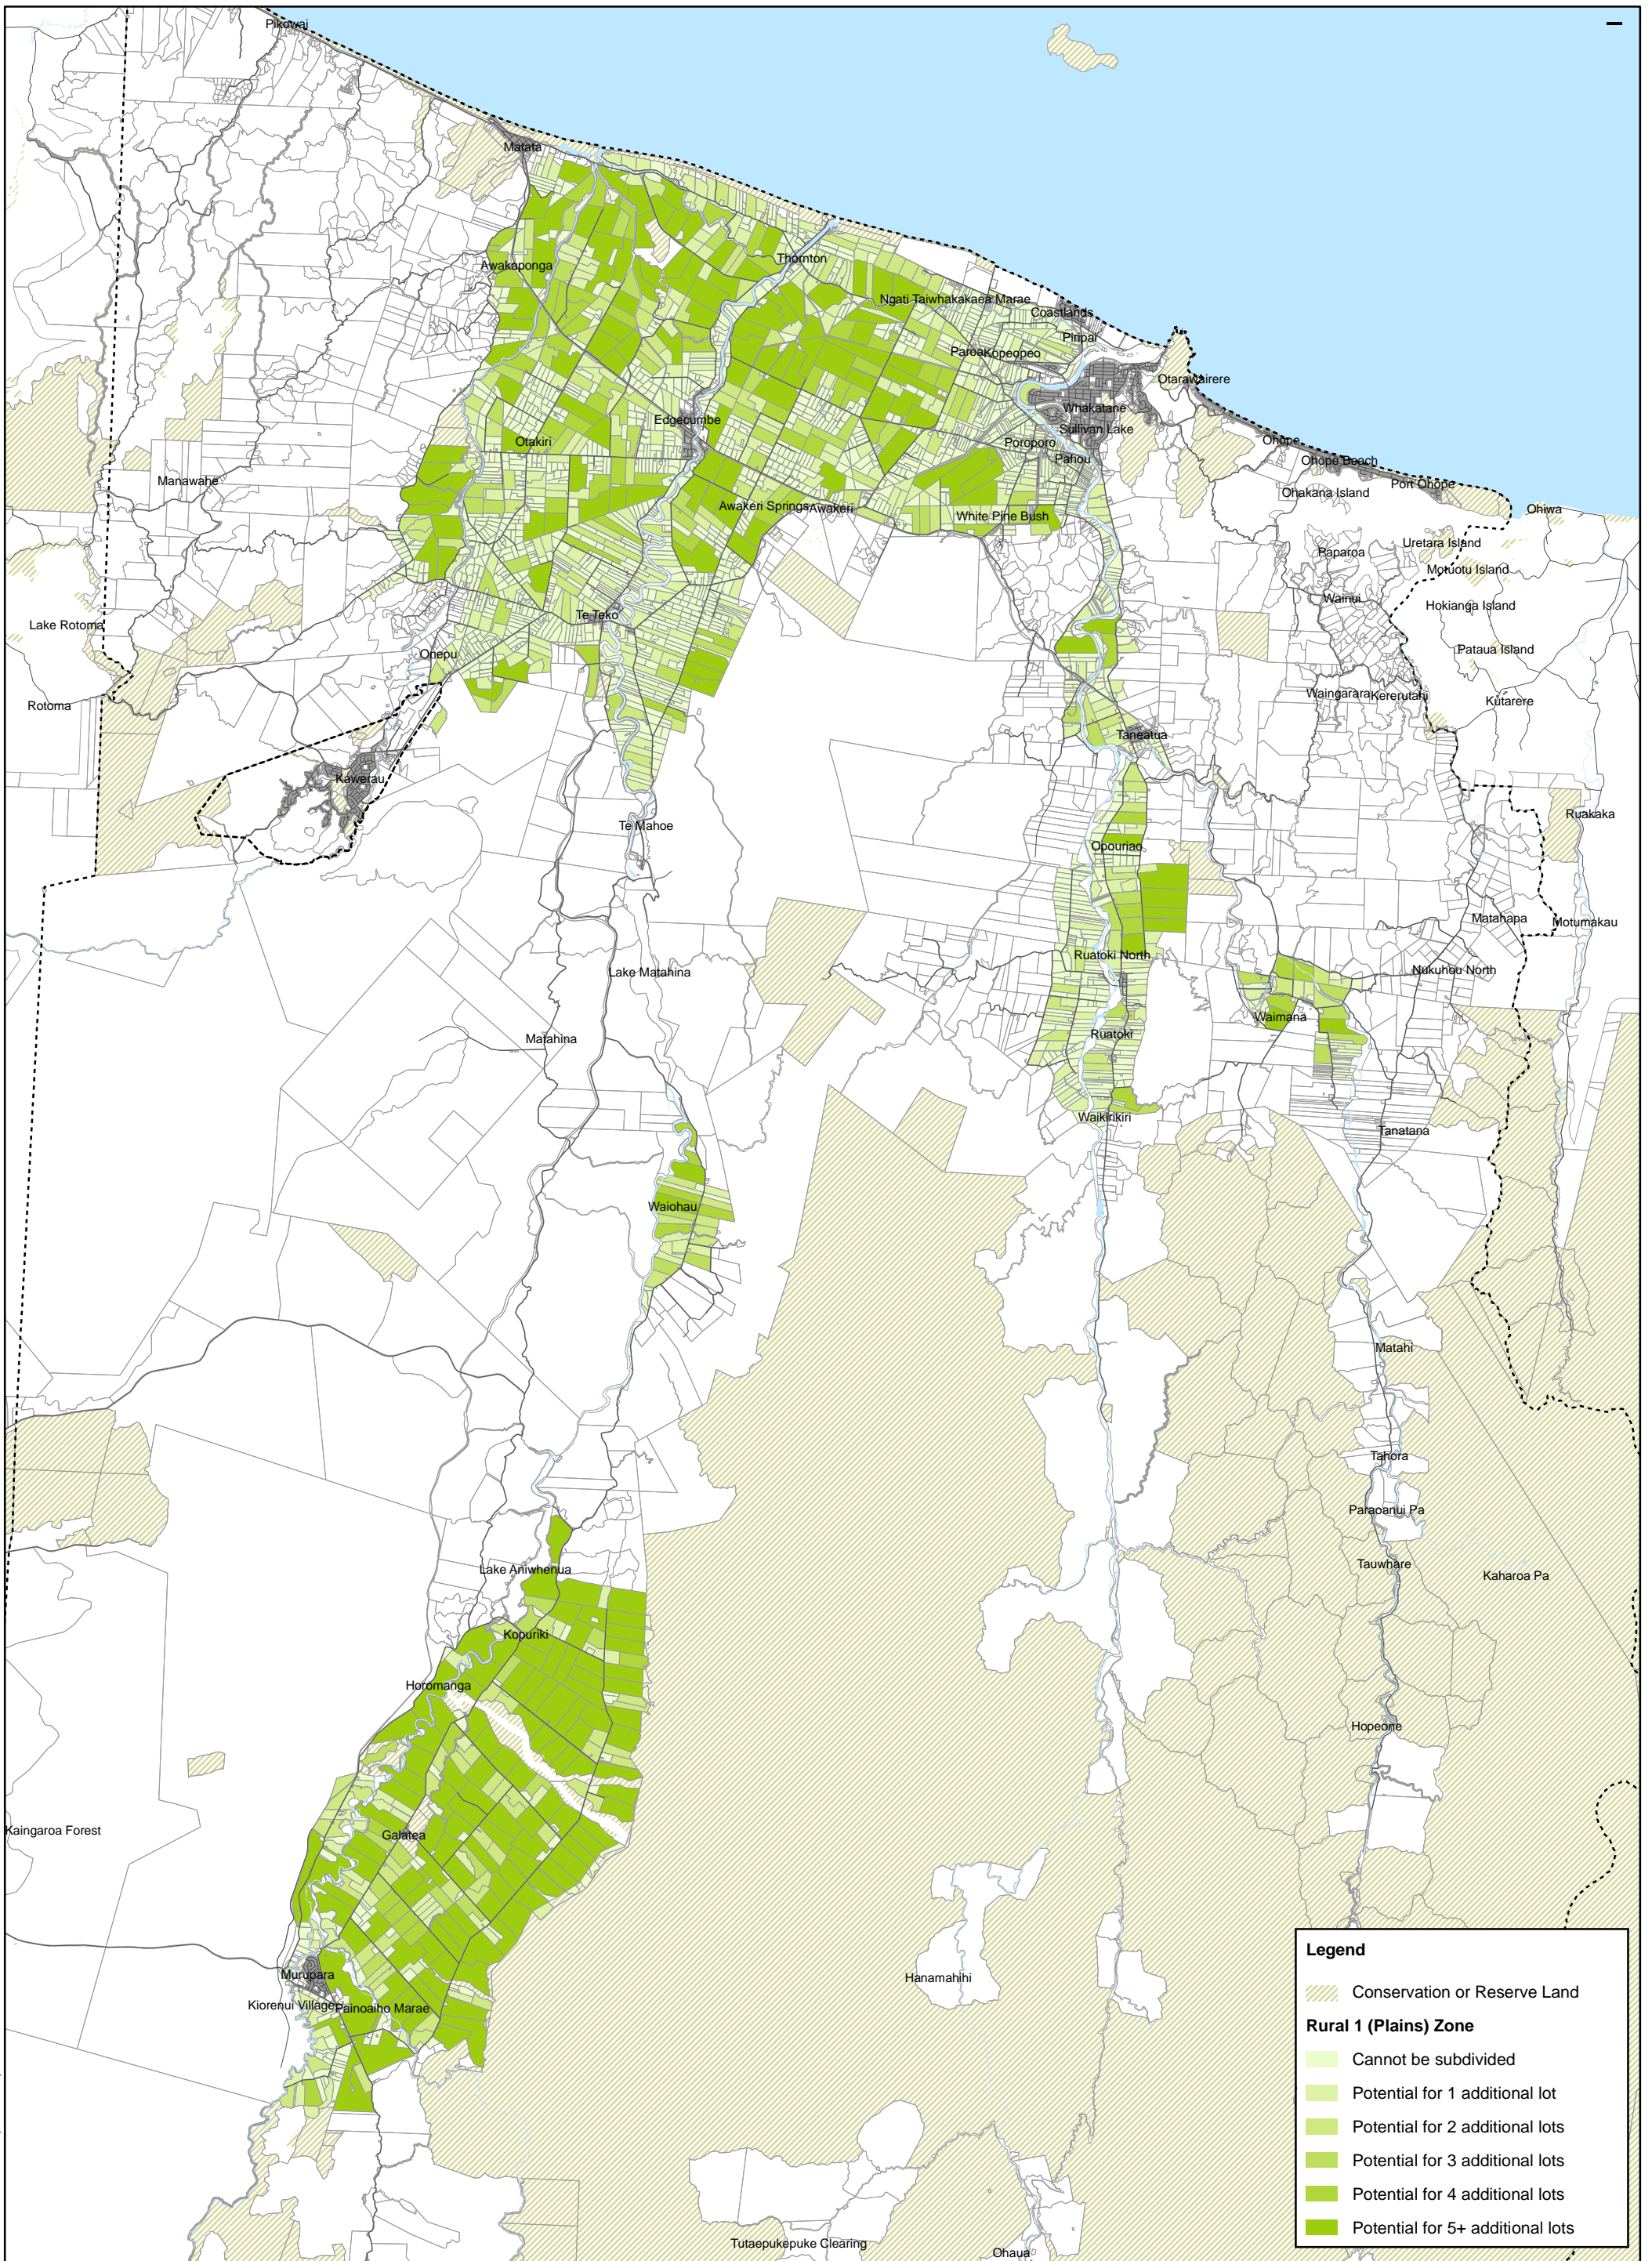 Pikowai
Matata
Awakaponga
Thornton
Ngati Taiwhakakaea Marae
Coastlands
Piripai
Paroa
Kopeopeo
Otarawairere
Whakatane
Edgecumbe
Sullivan Lake
Otakiri
Poroporo
Ohope
Pahou
Ohope Beach
Manawahe
Port Ohope
Ohakana Island
Awakeri Springs
Awakeri
Ohiwa
White Pine Bush
Uretara Island
Paparoa
Motuotu Island
Wainui
Hokianga Island
Te Teko
Lake Rotoma
Pataua Island
Onepu
Waingarara
Kererutahi
Kutarere
Rotoma
Taneatua
Kawerau
Ruakaka
Te Mahoe
Opouriao
Matahapa
Motumakau
Ruatoki North
Nukuhou North
Lake Matahina
Waimana
Ruatoki
Matahina
Waikirikiri
Tanatana
Waiohau
Matahi
Tahora
Paraoanui Pa
Tauwhare
Lake Aniwhenua
Kaharoa Pa
Kopuriki
Horomanga
Hopeone
Kaingaroa Forest
Galatea
Murupara
Hanamahihi
Kiorenui Village
Painoaiho Marae
Tutaepukepuke Clearing
Ohaua
Legend
Conservation or Reserve Land
Rural 1 (Plains) Zone
Cannot be subdivided
Potential for 1 additional lot
Potential for 2 additional lots
Potential for 3 additional lots
Potential for 4 additional lots
Potential for 5+ additional lots